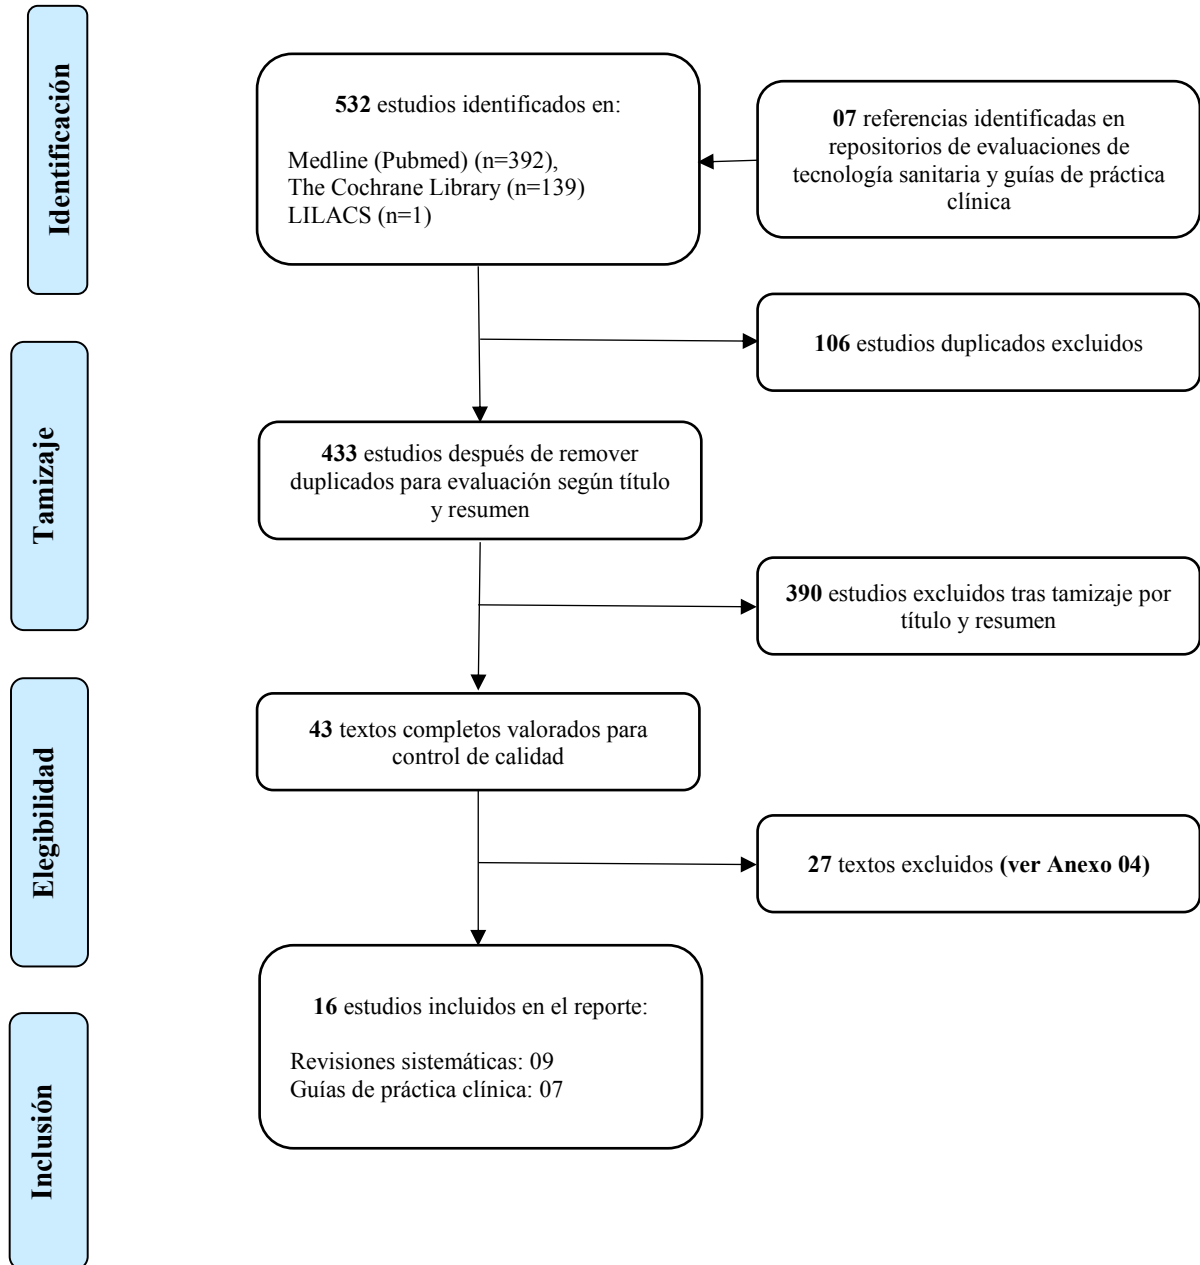 Identificación
532 estudios identificados en:
Medline (Pubmed) (n=392),
The Cochrane Library (n=139)
LILACS (n=1)
07 referencias identificadas en
repositorios de evaluaciones de
tecnología sanitaria y guías de práctica
clínica
106 estudios duplicados excluidos
Tamizaje
433 estudios después de remover
duplicados para evaluación según título
y resumen
390 estudios excluidos tras tamizaje por
título y resumen
Elegibilidad
43 textos completos valorados para
control de calidad
27 textos excluidos (ver Anexo 04)
Inclusión
16 estudios incluidos en el reporte:
Revisiones sistemáticas: 09
Guías de práctica clínica: 07